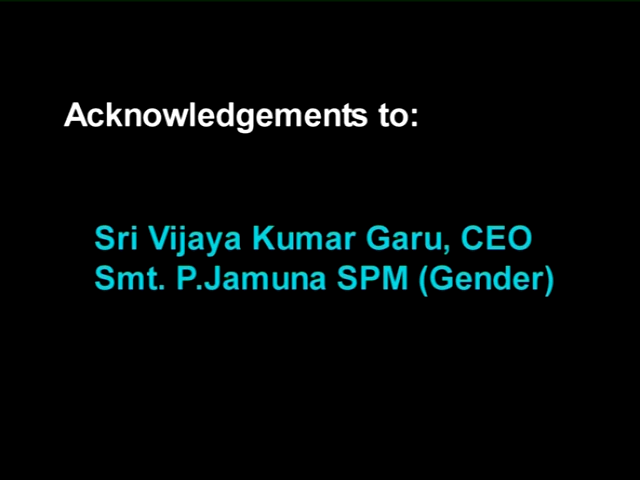 Acknowledgements to:
Sri Vijaya Kumar Garu, CEO
Smt. P.Jamuna SPM (Gender)